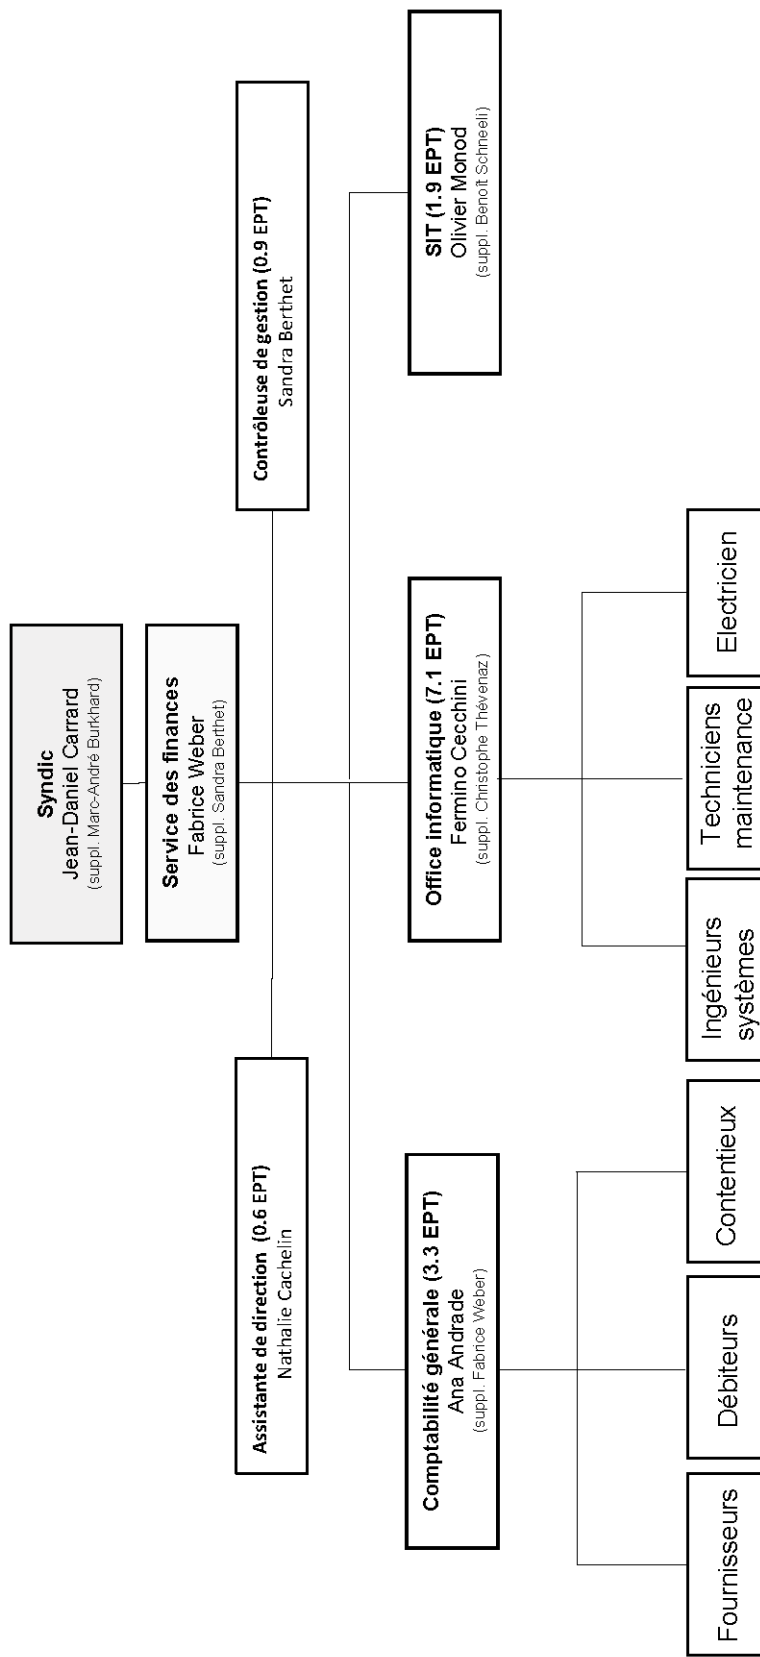 Syndic
Jean-Daniel Carrard
(suppl. Marc-André Burkhard)
Service des finances
Fabrice Weber
(suppl. Sandra Berthet)
Assistante de direction (0.6 EPT)
Nathalie Cachelin
Contrôleuse de gestion (0.9 EPT)
Sandra Berthet
Comptabilité générale (3.3 EPT)
Ana Andrade
(suppl. Fabrice Weber)
Office informatique (7.1 EPT)
Fermino Cecchini
(suppl. Christophe Thévenaz)
SIT (1.9 EPT)
Olivier Monod
(suppl. Benoît Schneeli)
Fournisseurs
Débiteurs
Contentieux
Ingénieurs
systèmes
Techniciens
maintenance
Electricien